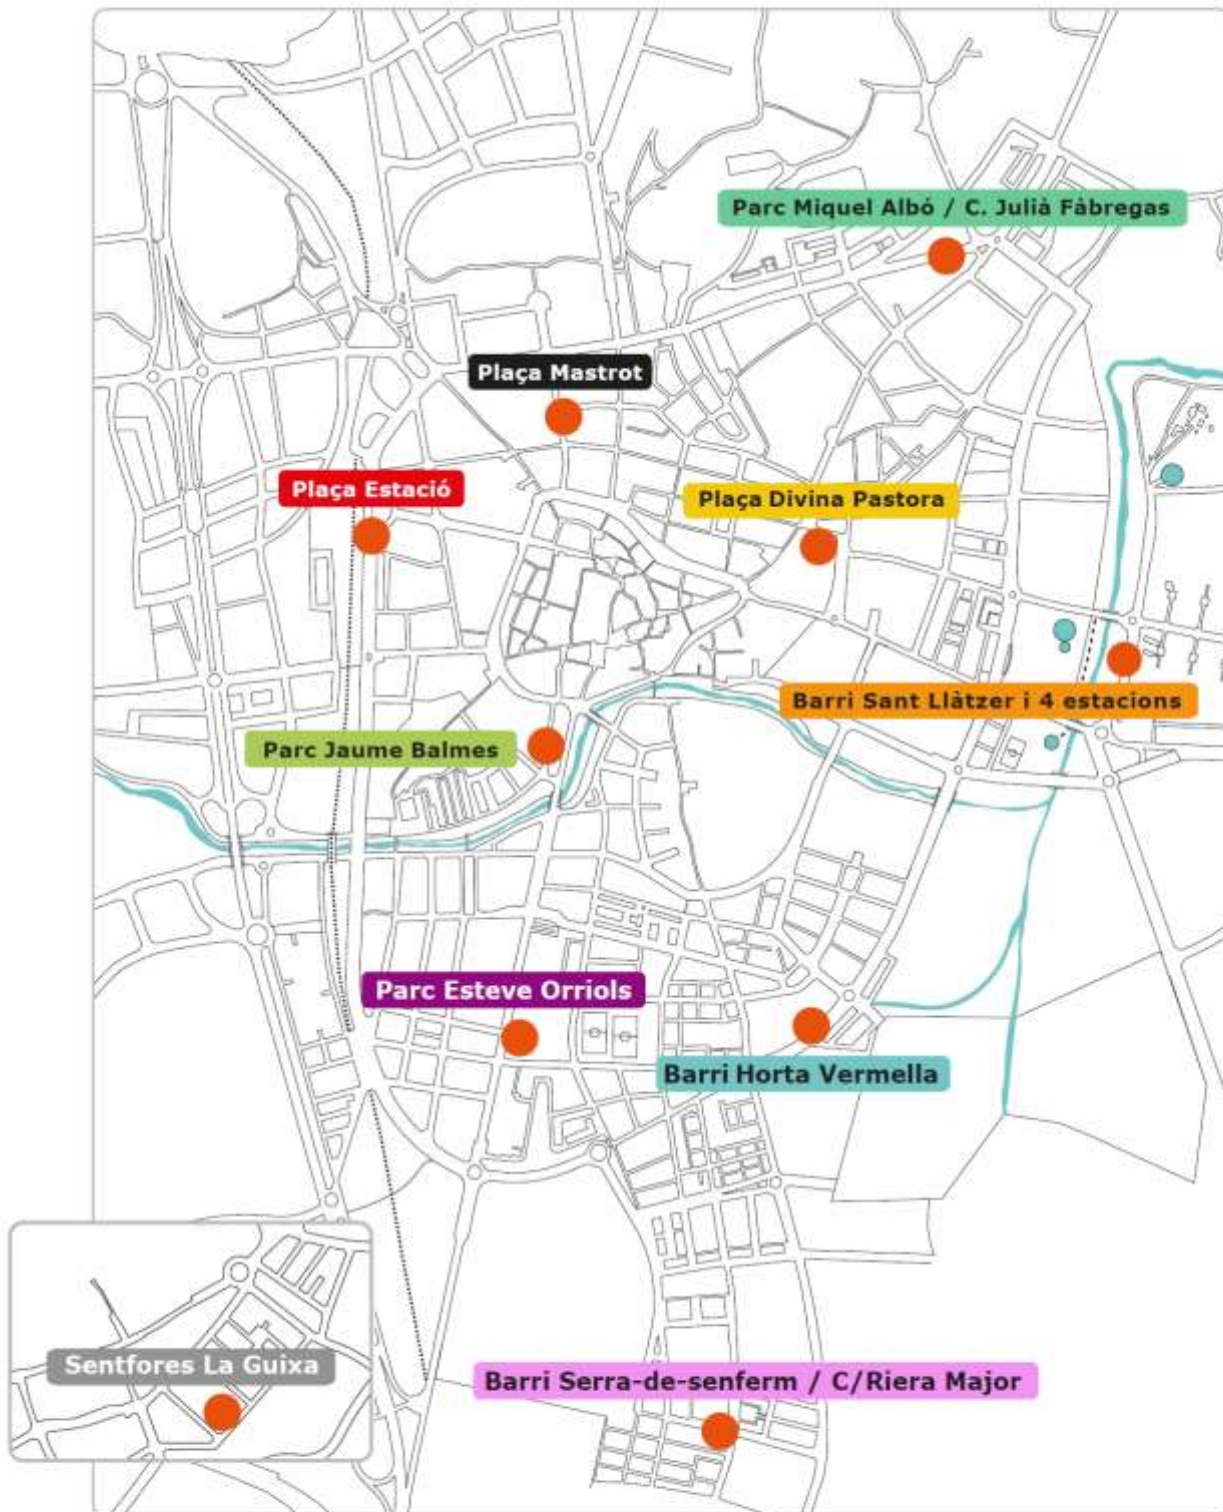 Parc Miquel Albó / C. Julià Fàbregas
Plaça Mastrot
Plaça Estació
Plaça Divina Pastora
Barri Sant Llàtzer i 4 estacions
Parc Jaume Balmes
Parc Esteve Orriols
Barri Horta Vermella
Sentfores La Guixa
Barri Serra-de-senferm / C/Riera Major